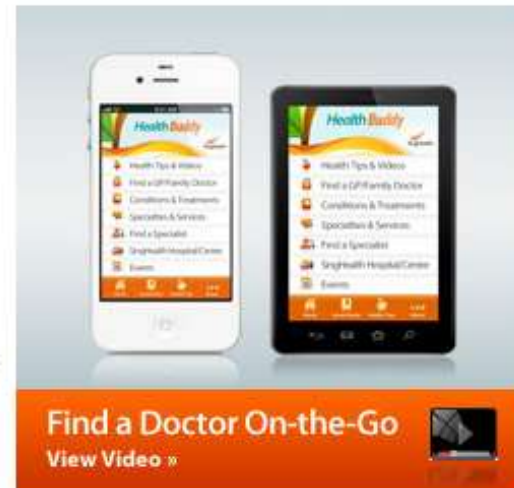 Health Buddy
Health Tips & Videos
Find a GP/Family Doctor
Conditions & Treatments
Specialties & Services
Find a Specialist
SingHealth Hospital/Centre
Events
Health Buddy
Health Tips & Videos
Find a GP/Family Doctor
Conditions & Treatments
Specialties & Services
Find a Specialist
SingHealth Hospital/Centre
Events
Find a Doctor On-the-Go
View Video »